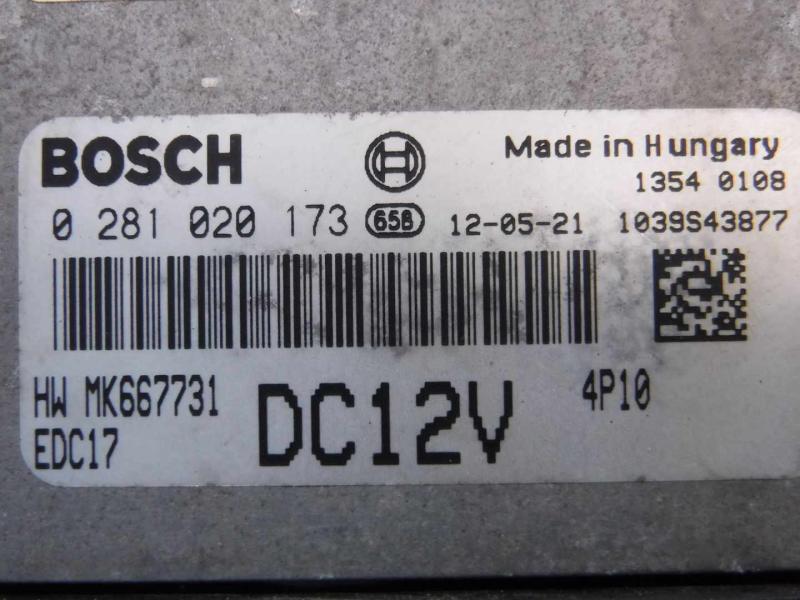 BOSCH
Made in Hungary
1354 0108
0 281 020 173 65B 12-05-21 1039S43877
HW MK667731
DC12V
4P10
EDC17